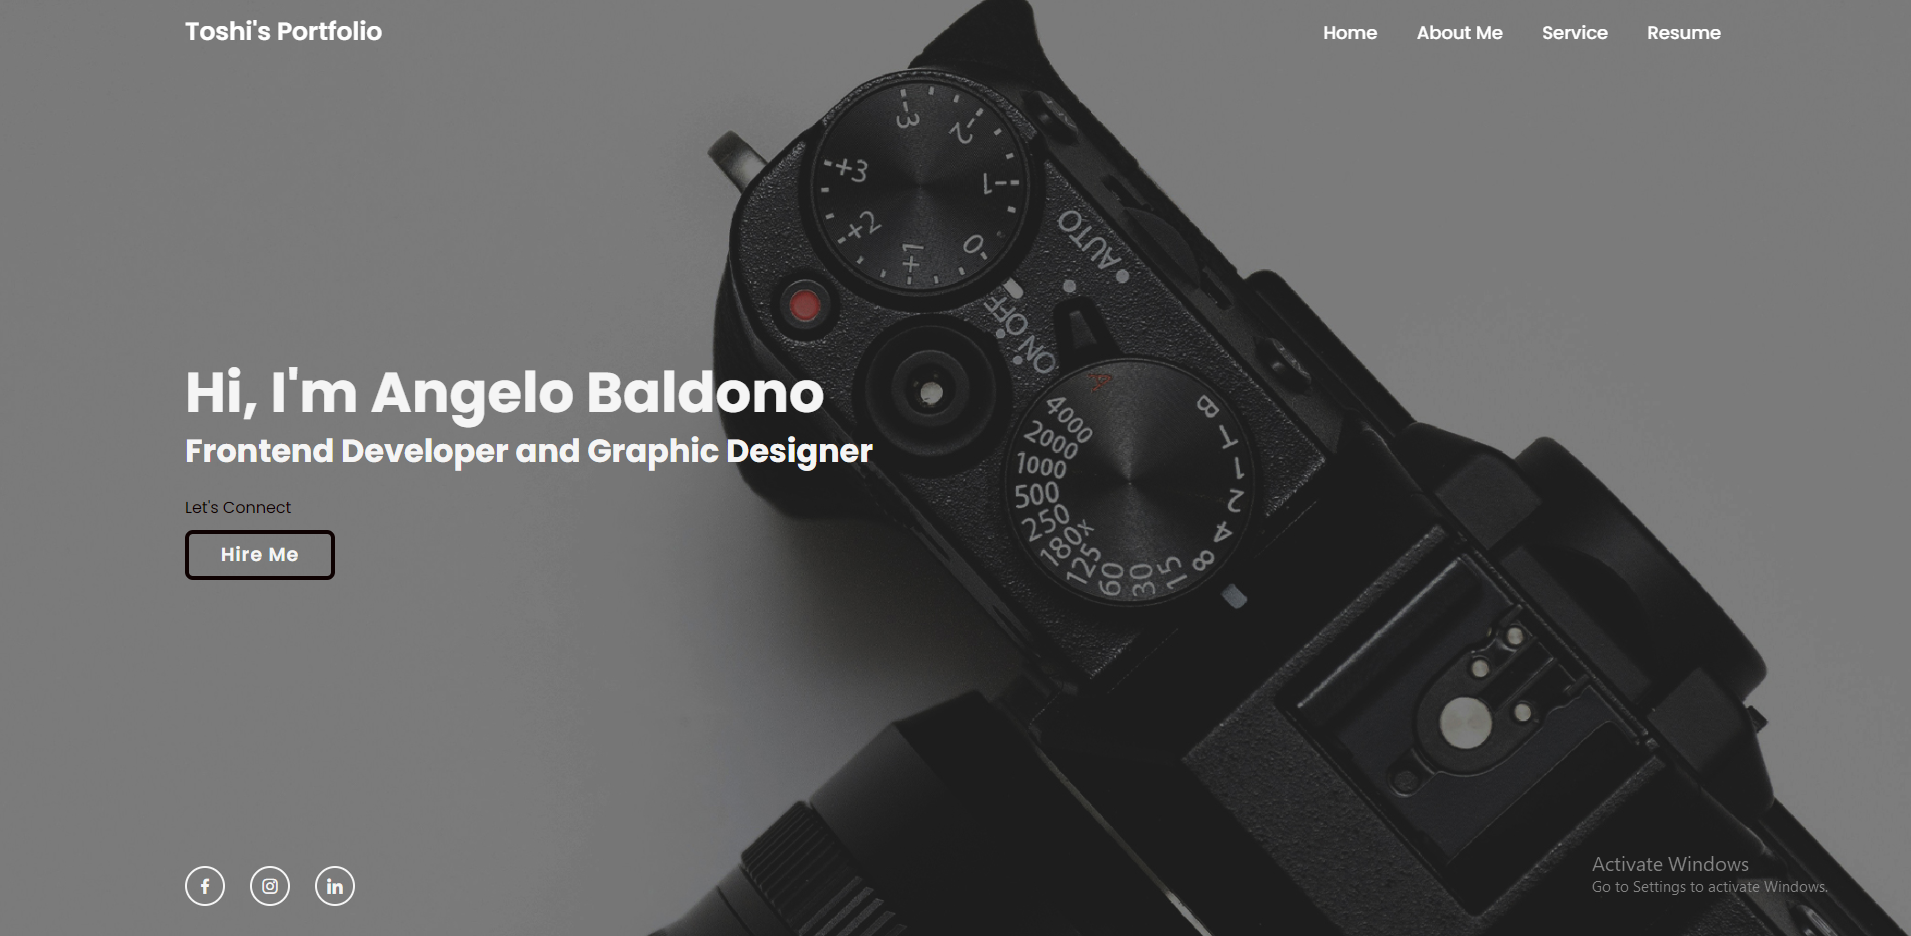 Toshi's Portfolio
Home About Me Service Resume
-3 -2 -1 0 +1 +2 +3
AUTO
ON OFF
Hi, I'm Angelo Baldono
Frontend Developer and Graphic Designer
Let's Connect
Hire Me
B T 1 2 4 8 15 30 60 125 180x 250 500 1000 2000 4000
f
in
Activate Windows
Go to Settings to activate Windows.